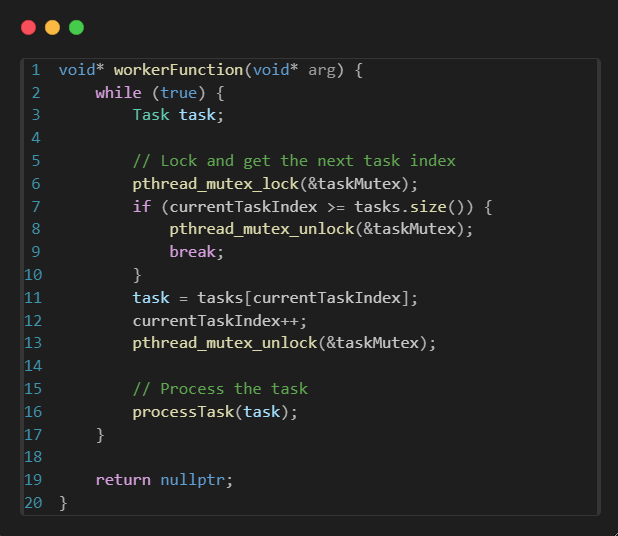 1 void* workerFunction(void* arg) {
2     while (true) {
3         Task task;
4
5         // Lock and get the next task index
6         pthread_mutex_lock(&taskMutex);
7         if (currentTaskIndex >= tasks.size()) {
8             pthread_mutex_unlock(&taskMutex);
9             break;
10         }
11         task = tasks[currentTaskIndex];
12         currentTaskIndex++;
13         pthread_mutex_unlock(&taskMutex);
14
15         // Process the task
16         processTask(task);
17     }
18
19     return nullptr;
20 }